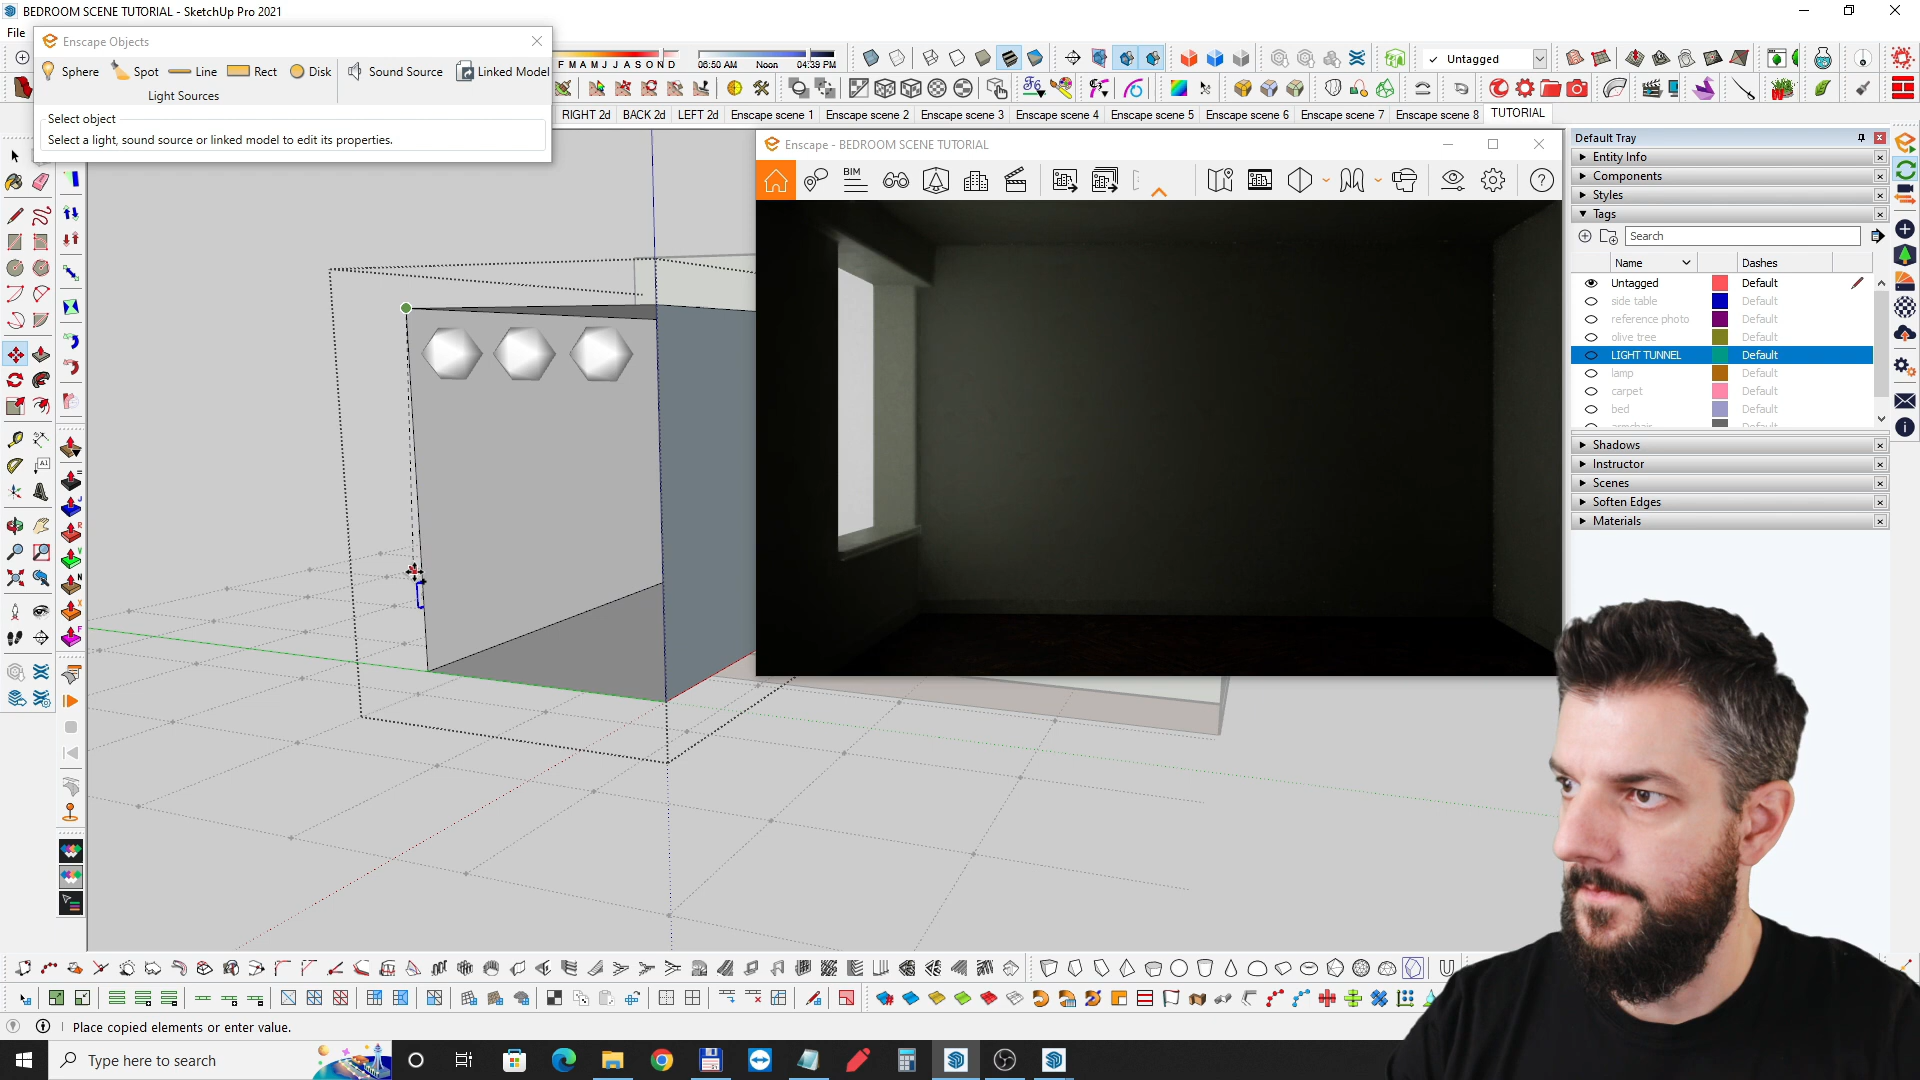 BEDROOM SCENE TUTORIAL - SketchUp Pro 2021
File
Enscape Objects
Sphere
Spot
Line
Rect
Disk
Sound Source
Linked Model
Light Sources
Select object
Select a light, sound source or linked model to edit its properties.
F M A M J J A S O N D
06:50 AM
Noon
04:39 PM
Untagged
RIGHT 2d
BACK 2D
LEFT 2D
Enscape scene 1
Enscape scene 2
Enscape scene 3
Enscape scene 4
Enscape scene 5
Enscape scene 6
Enscape scene 7
Enscape scene 8
TUTORIAL
Enscape - BEDROOM SCENE TUTORIAL
BIM
Default Tray
Entity Info
Components
Styles
Tags
Search
Name
Dashes
Untagged
Default
side table
Default
reference photo
Default
olive tree
Default
LIGHT TUNNEL
Default
lamp
Default
carpet
Default
bed
Default
Shadows
Instructor
Scenes
Soften Edges
Materials
Place copied elements or enter value.
Type here to search